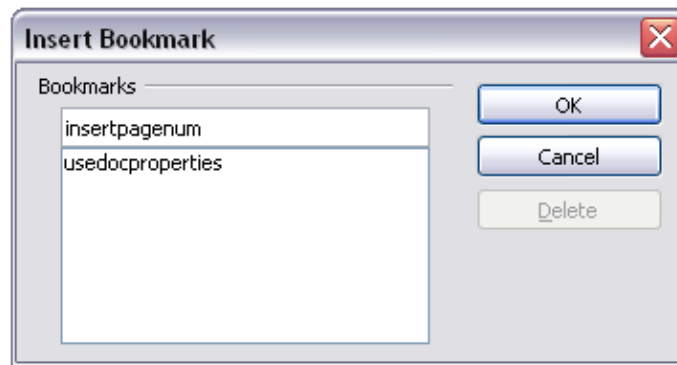 Insert Bookmark
Bookmarks
insertpagenum
usedocproperties
OK
Cancel
Delete